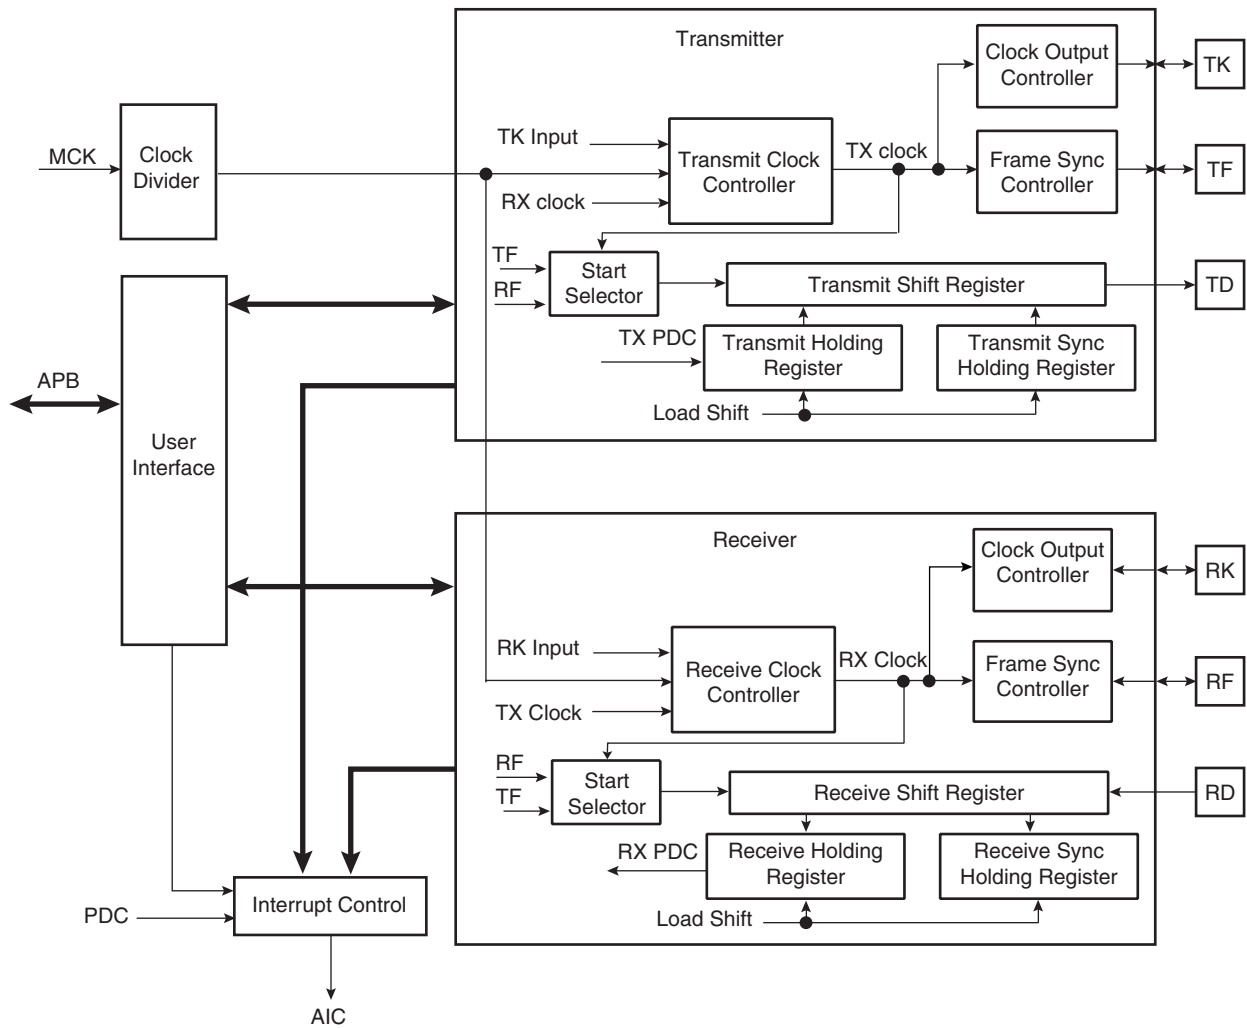 Transmitter
Clock Output
Controller
TK
MCK
Clock
Divider
TK Input
RX clock
Transmit Clock
Controller
TX clock
Frame Sync
Controller
TF
TF
RF
Start
Selector
Transmit Shift Register
TD
TX PDC
Transmit Holding
Register
Transmit Sync
Holding Register
Load Shift
APB
User
Interface
Receiver
Clock Output
Controller
RK
RK Input
TX Clock
Receive Clock
Controller
RX Clock
Frame Sync
Controller
RF
RF
TF
Start
Selector
Receive Shift Register
RD
RX PDC
Receive Holding
Register
Receive Sync
Holding Register
Load Shift
PDC
Interrupt Control
AIC